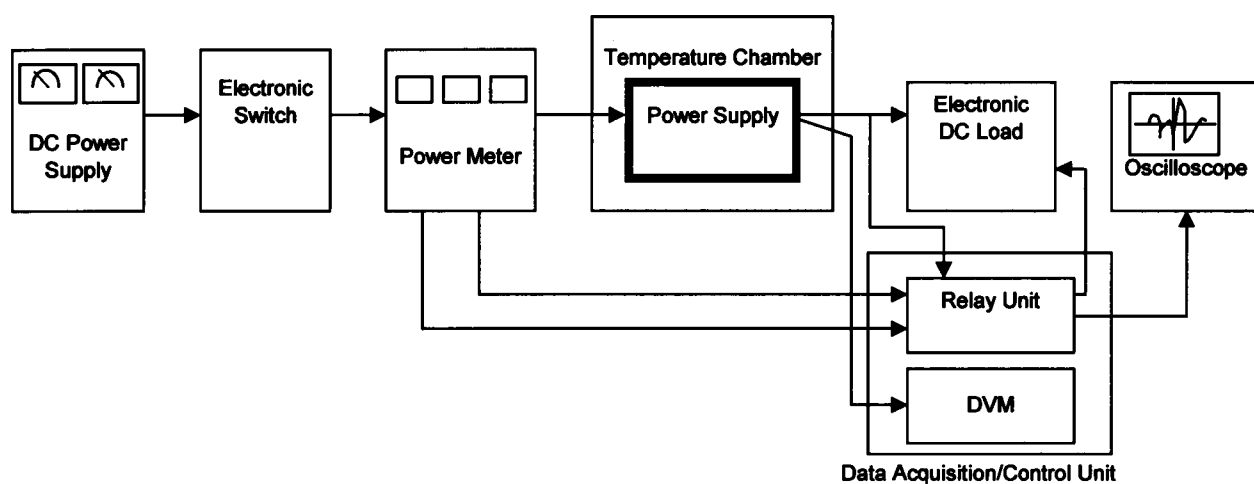 DC Power
Supply
Electronic
Switch
Power Meter
Temperature Chamber
Power Supply
Electronic
DC Load
Oscilloscope
Relay Unit
DVM
Data Acquisition/Control Unit